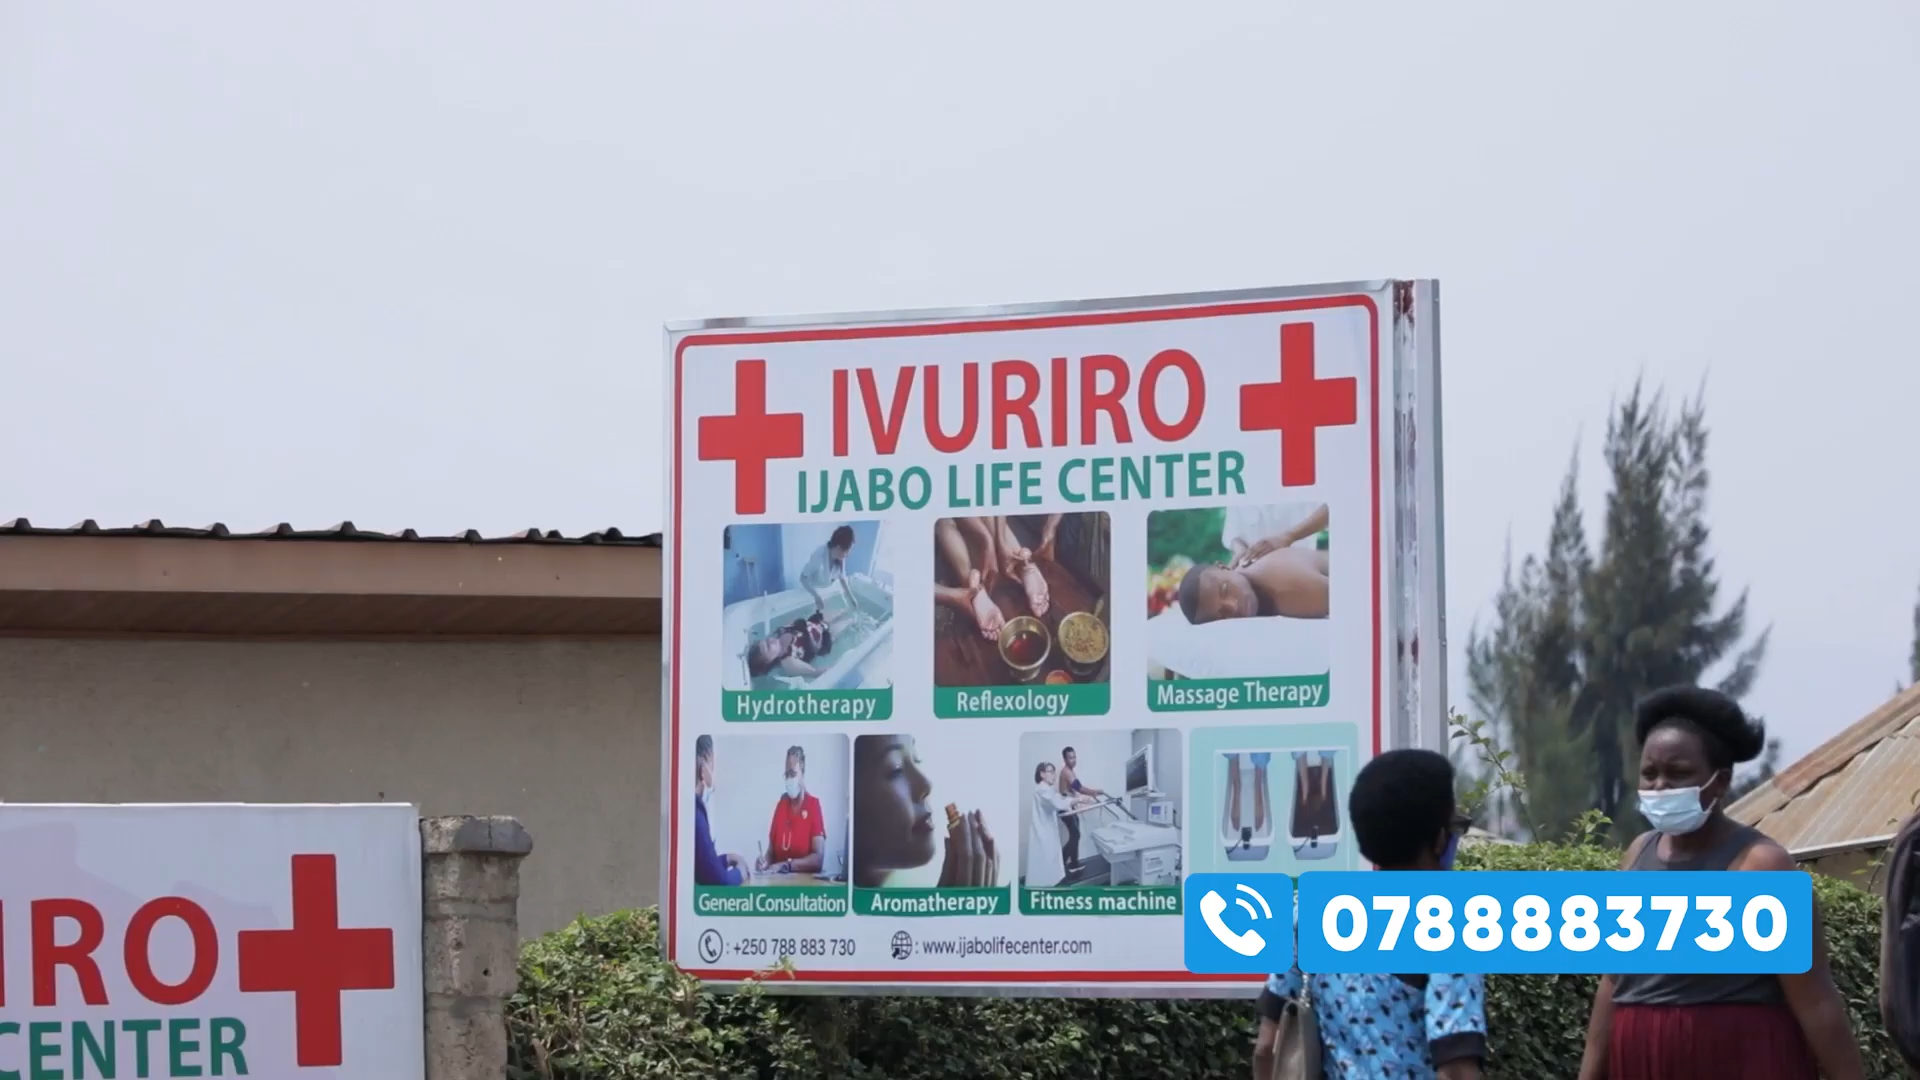 IVURIRO
IJABO LIFE CENTER
Hydrotherapy
Reflexology
Massage Therapy
General Consultation
Aromatherapy
Fitness machine
: +250 788 883 730
: www.ijabolifecenter.com
IRO
CENTER
0788883730